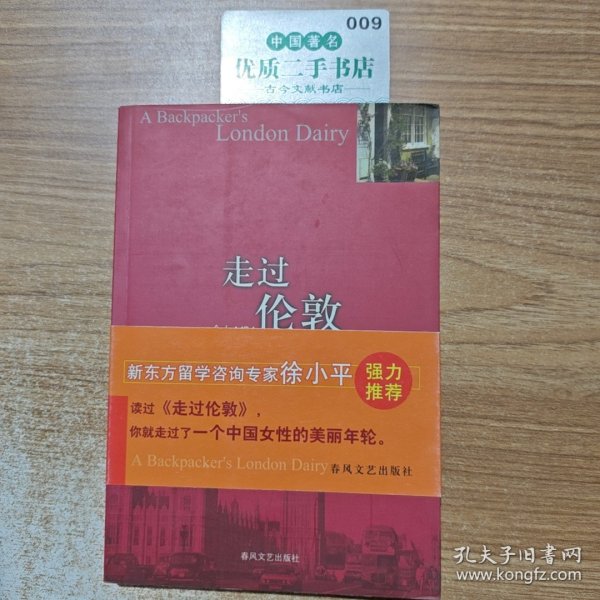 009
中国著名
优质二手书店
古今文献书店
A Backpacker's
London Dairy
走过
伦敦
新东方留学咨询专家徐小平
强力
推荐
读过《走过伦敦》，
你就走过了一个中国女性的美丽年轮。
A Backpacker's London Dairy
春风文艺出版社
春风文艺出版社
孔夫子旧书网
www.kongfz.com